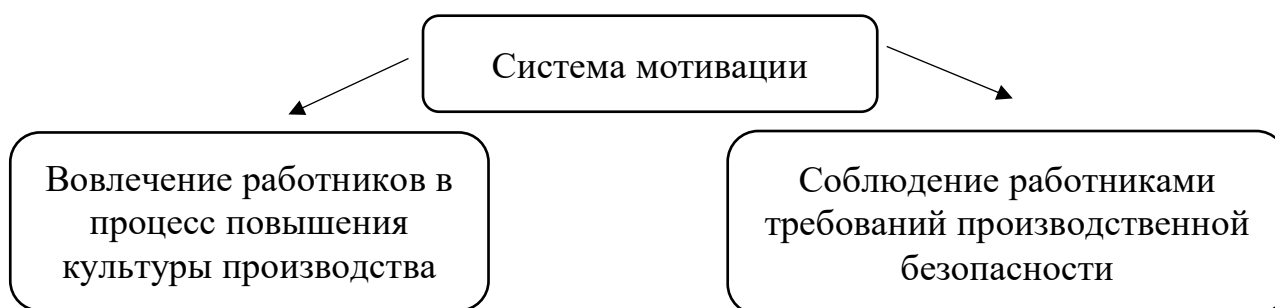 Система мотивации
Вовлечение работников в
процесс повышения
культуры производства
Соблюдение работниками
требований производственной
безопасности